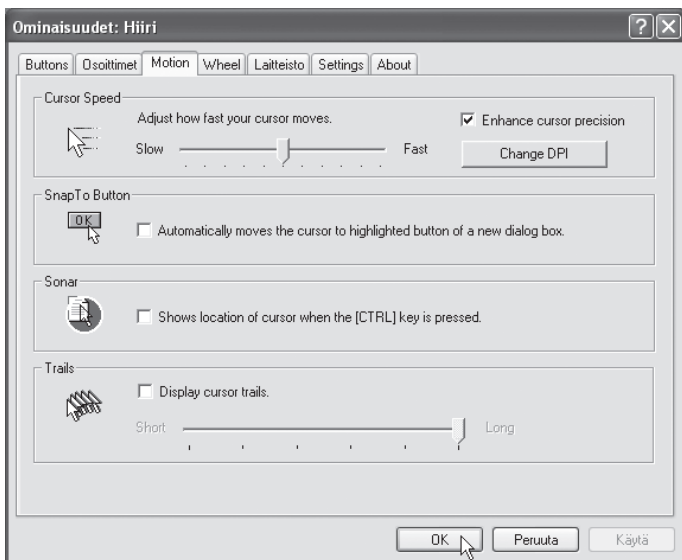 Ominaisuudet: Hiiri
Buttons Osoittimet Motion Wheel Laitteisto Settings About
Cursor Speed
Adjust how fast your cursor moves.
Enhance cursor precision
Slow Fast
Change DPI
SnapTo Button
OK
Automatically moves the cursor to highlighted button of a new dialog box.
Sonar
Shows location of cursor when the [CTRL] key is pressed.
Trails
Display cursor trails.
Short Long
OK Peruuta Käytä